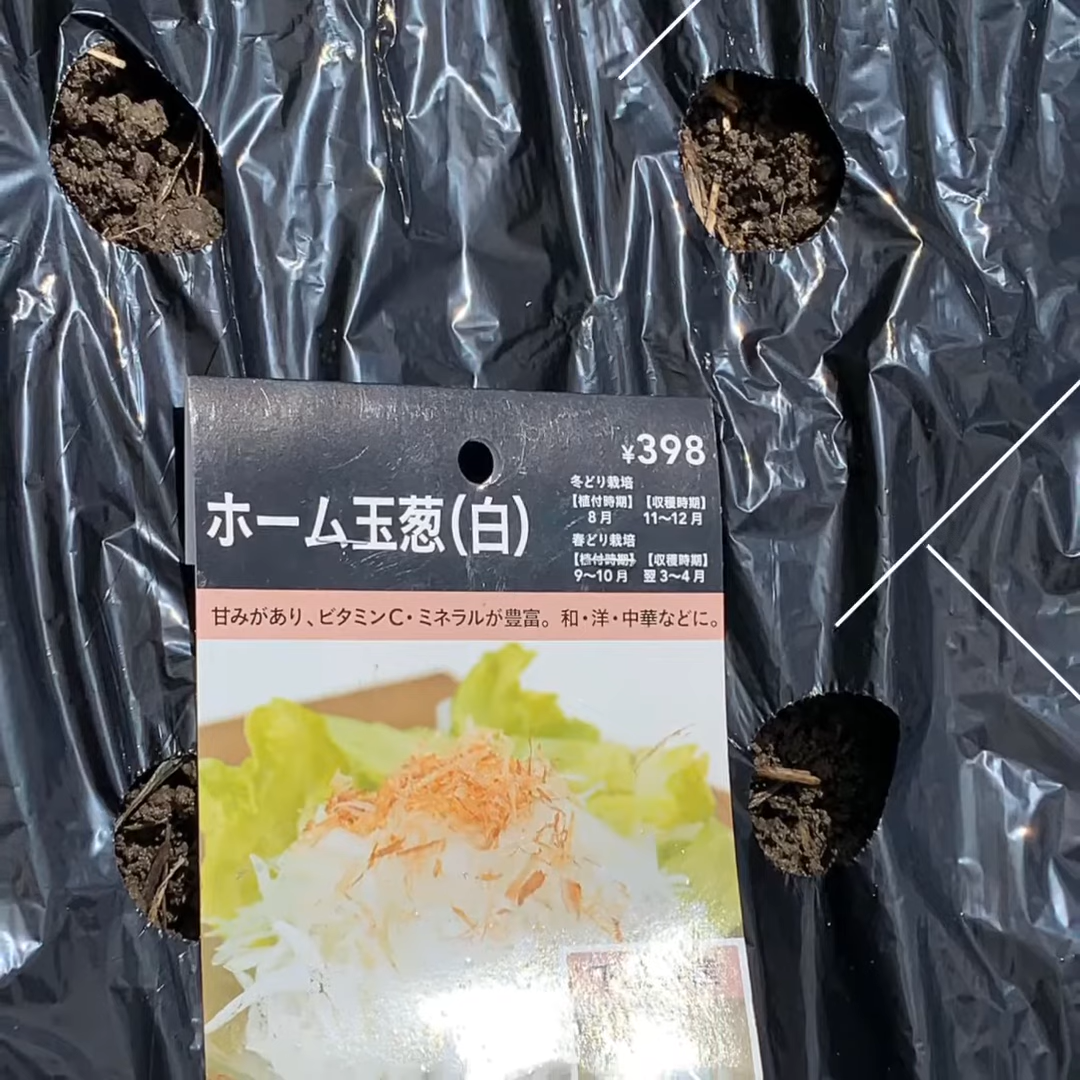 ¥398
ホーム玉葱(白)
冬どり栽培
【植付時期】【収穫時期】
8月 11〜12月
春どり栽培
【植付時期】【収穫時期】
9〜10月 翌3〜4月
甘みがあり、ビタミンC・ミネラルが豊富。和・洋・中華などに。